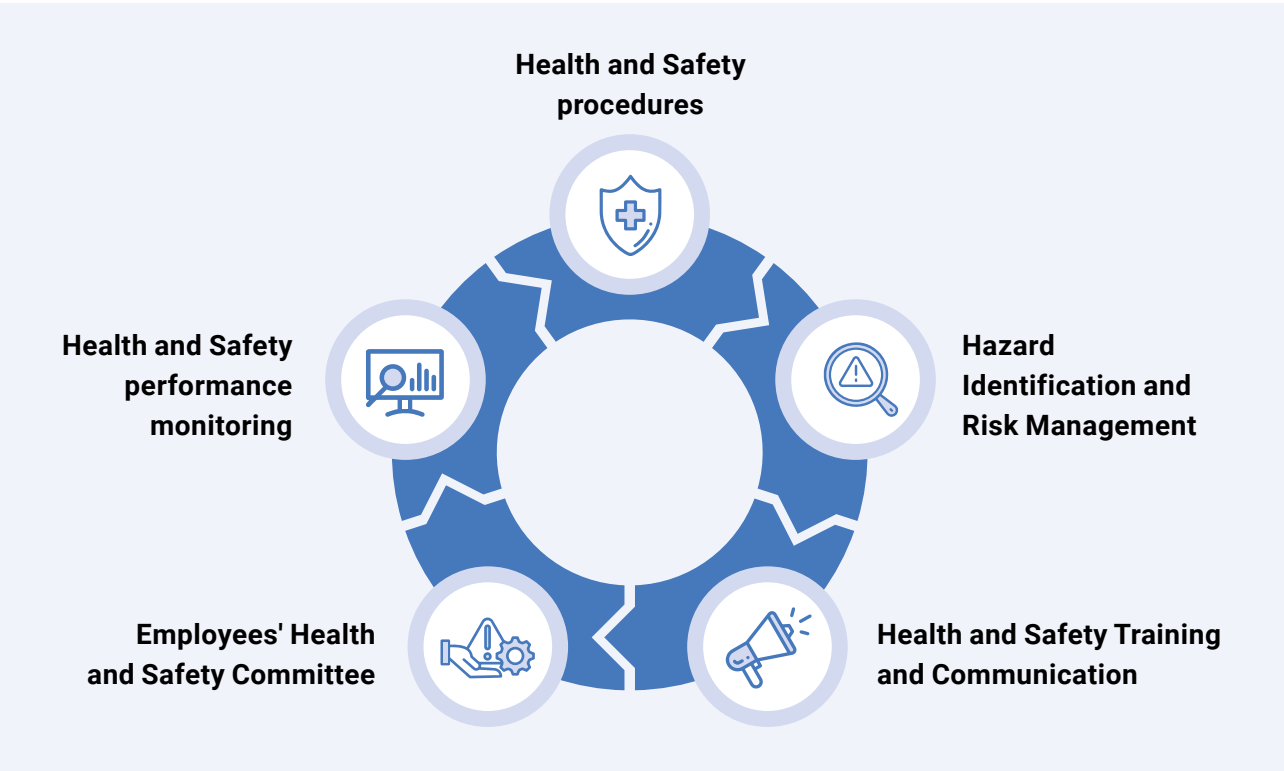 Health and Safety
procedures
Hazard
Identification and
Risk Management
Health and Safety Training
and Communication
Employees' Health
and Safety Committee
Health and Safety
performance
monitoring